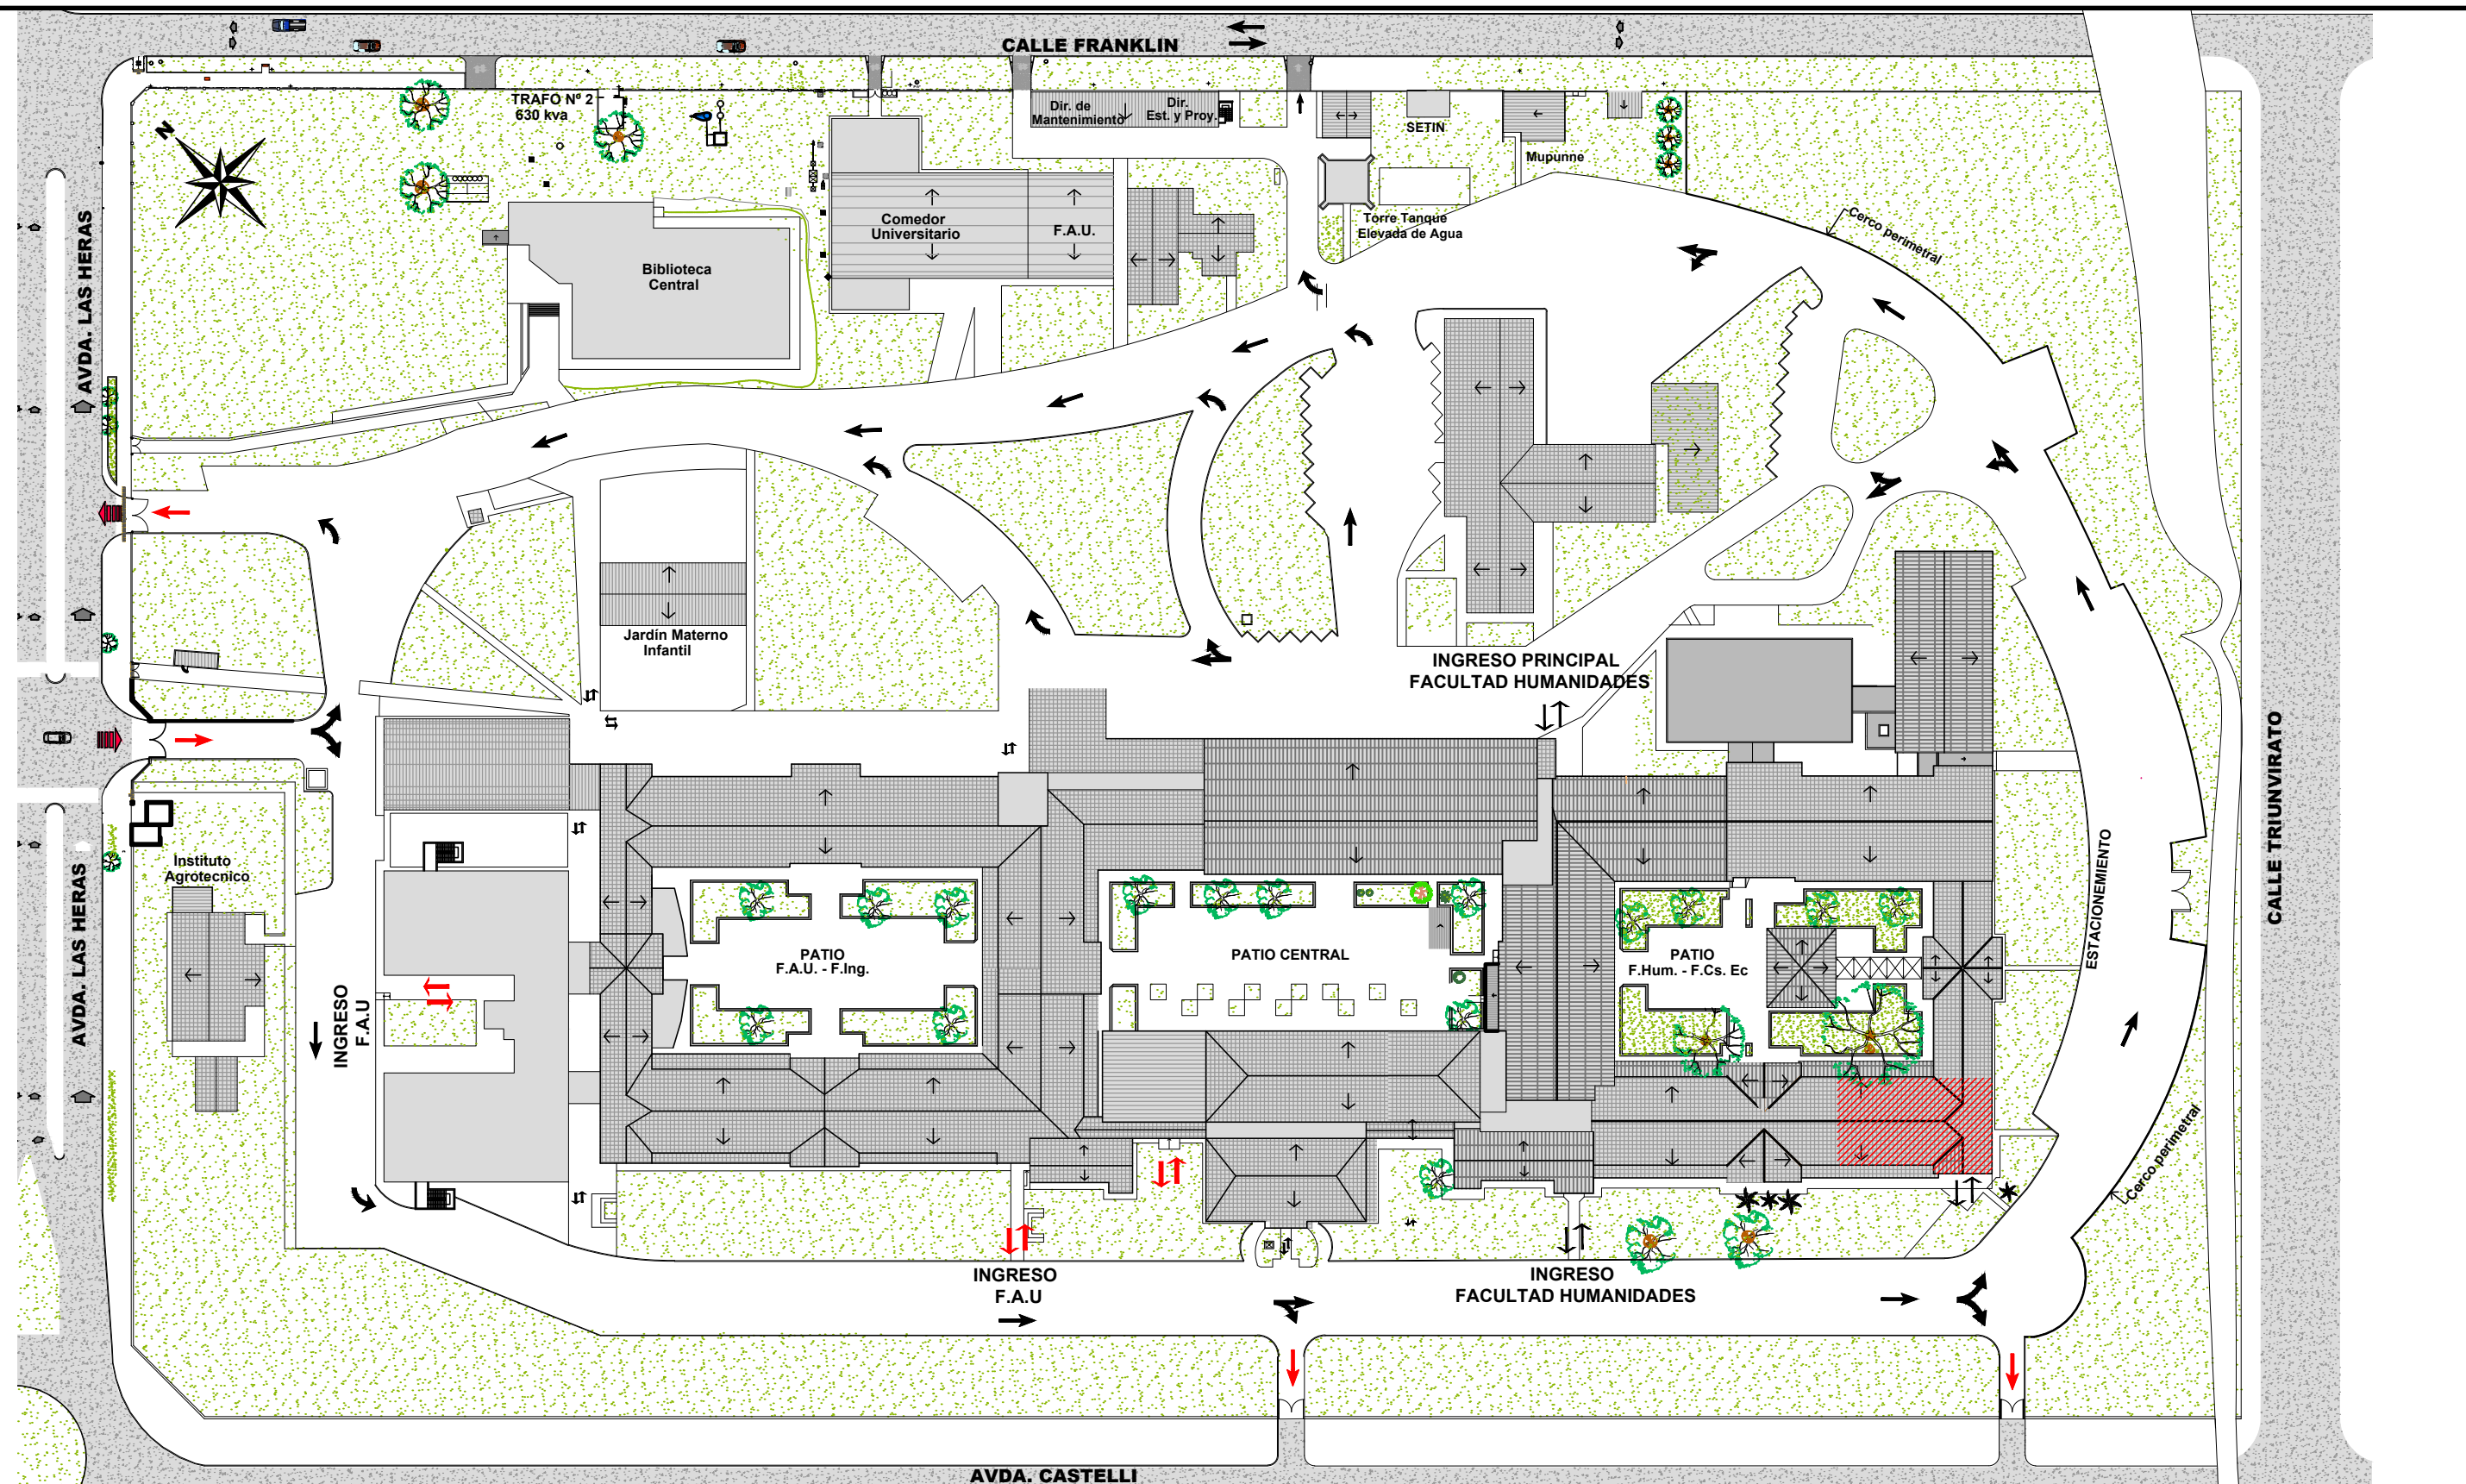 CALLE FRANKLIN
TRAFO Nº 2
630 kva
Dir. de
Mantenimiento
Dir.
Est. y Proy.
SETIN
Mupunne
N
Comedor
Universitario
F.A.U.
Torre Tanque
Elevada de Agua
Cerco perimetral
Biblioteca
Central
AVDA. LAS HERAS
Jardín Materno
Infantil
INGRESO PRINCIPAL
FACULTAD HUMANIDADES
CALLE TRIUNVIRATO
Instituto
Agrotecnico
AVDA. LAS HERAS
INGRESO
F.A.U
PATIO
F.A.U. - F.Ing.
PATIO CENTRAL
PATIO
F.Hum. - F.Cs. Ec
ESTACIONEMIENTO
Cerco perimetral
INGRESO
F.A.U
INGRESO
FACULTAD HUMANIDADES
AVDA. CASTELLI